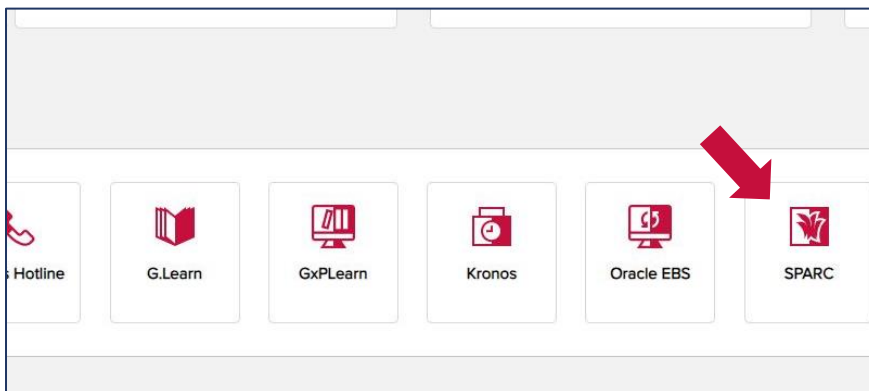 s Hotline
G.Learn
GxPLearn
Kronos
Oracle EBS
SPARC